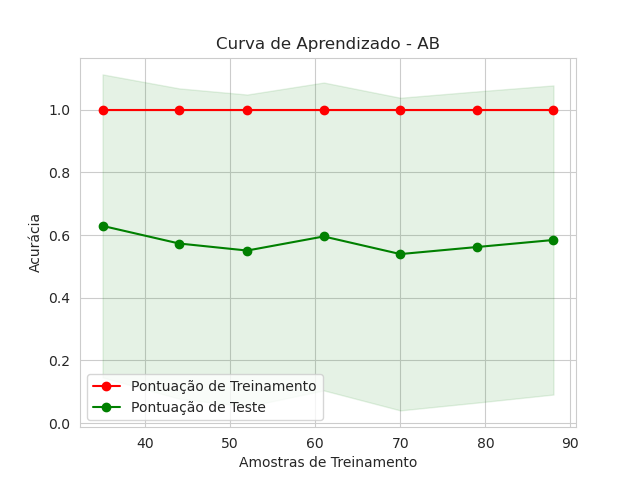 Curva de Aprendizado - AB
Acurácia
1.0
0.8
0.6
0.4
0.2
0.0
Pontuação de Treinamento
Pontuação de Teste
40 50 60 70 80 90
Amostras de Treinamento